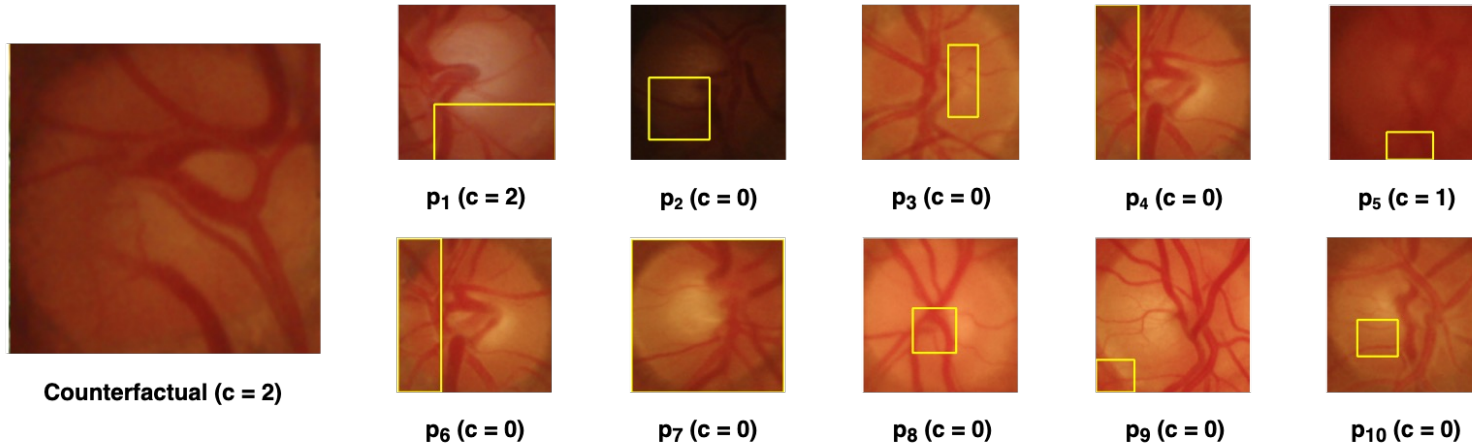 p₁ (c = 2)
p₂ (c = 0)
p₃ (c = 0)
p₄ (c = 0)
p₅ (c = 1)
Counterfactual (c = 2)
p₆ (c = 0)
p₇ (c = 0)
p₈ (c = 0)
p₉ (c = 0)
p₁₀ (c = 0)